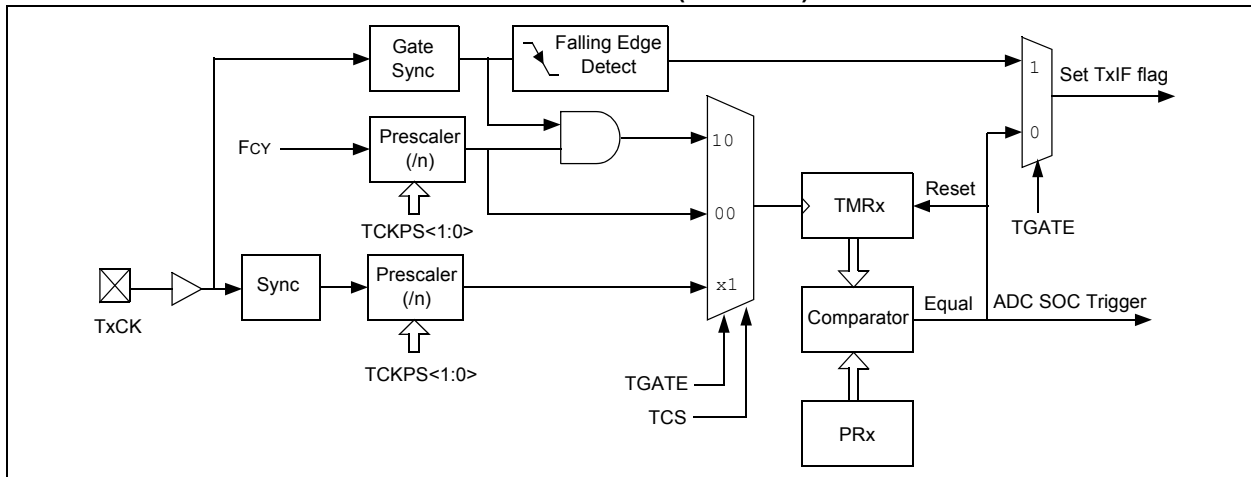 Gate
Sync
Falling Edge
Detect
1
Set TxIF flag
FCY
Prescaler
(/n)
10
0
TCKPS<1:0>
00
TMRx
Reset
TGATE
TxCK
Sync
Prescaler
(/n)
x1
Comparator
Equal
ADC SOC Trigger
TCKPS<1:0>
TGATE
TCS
PRx